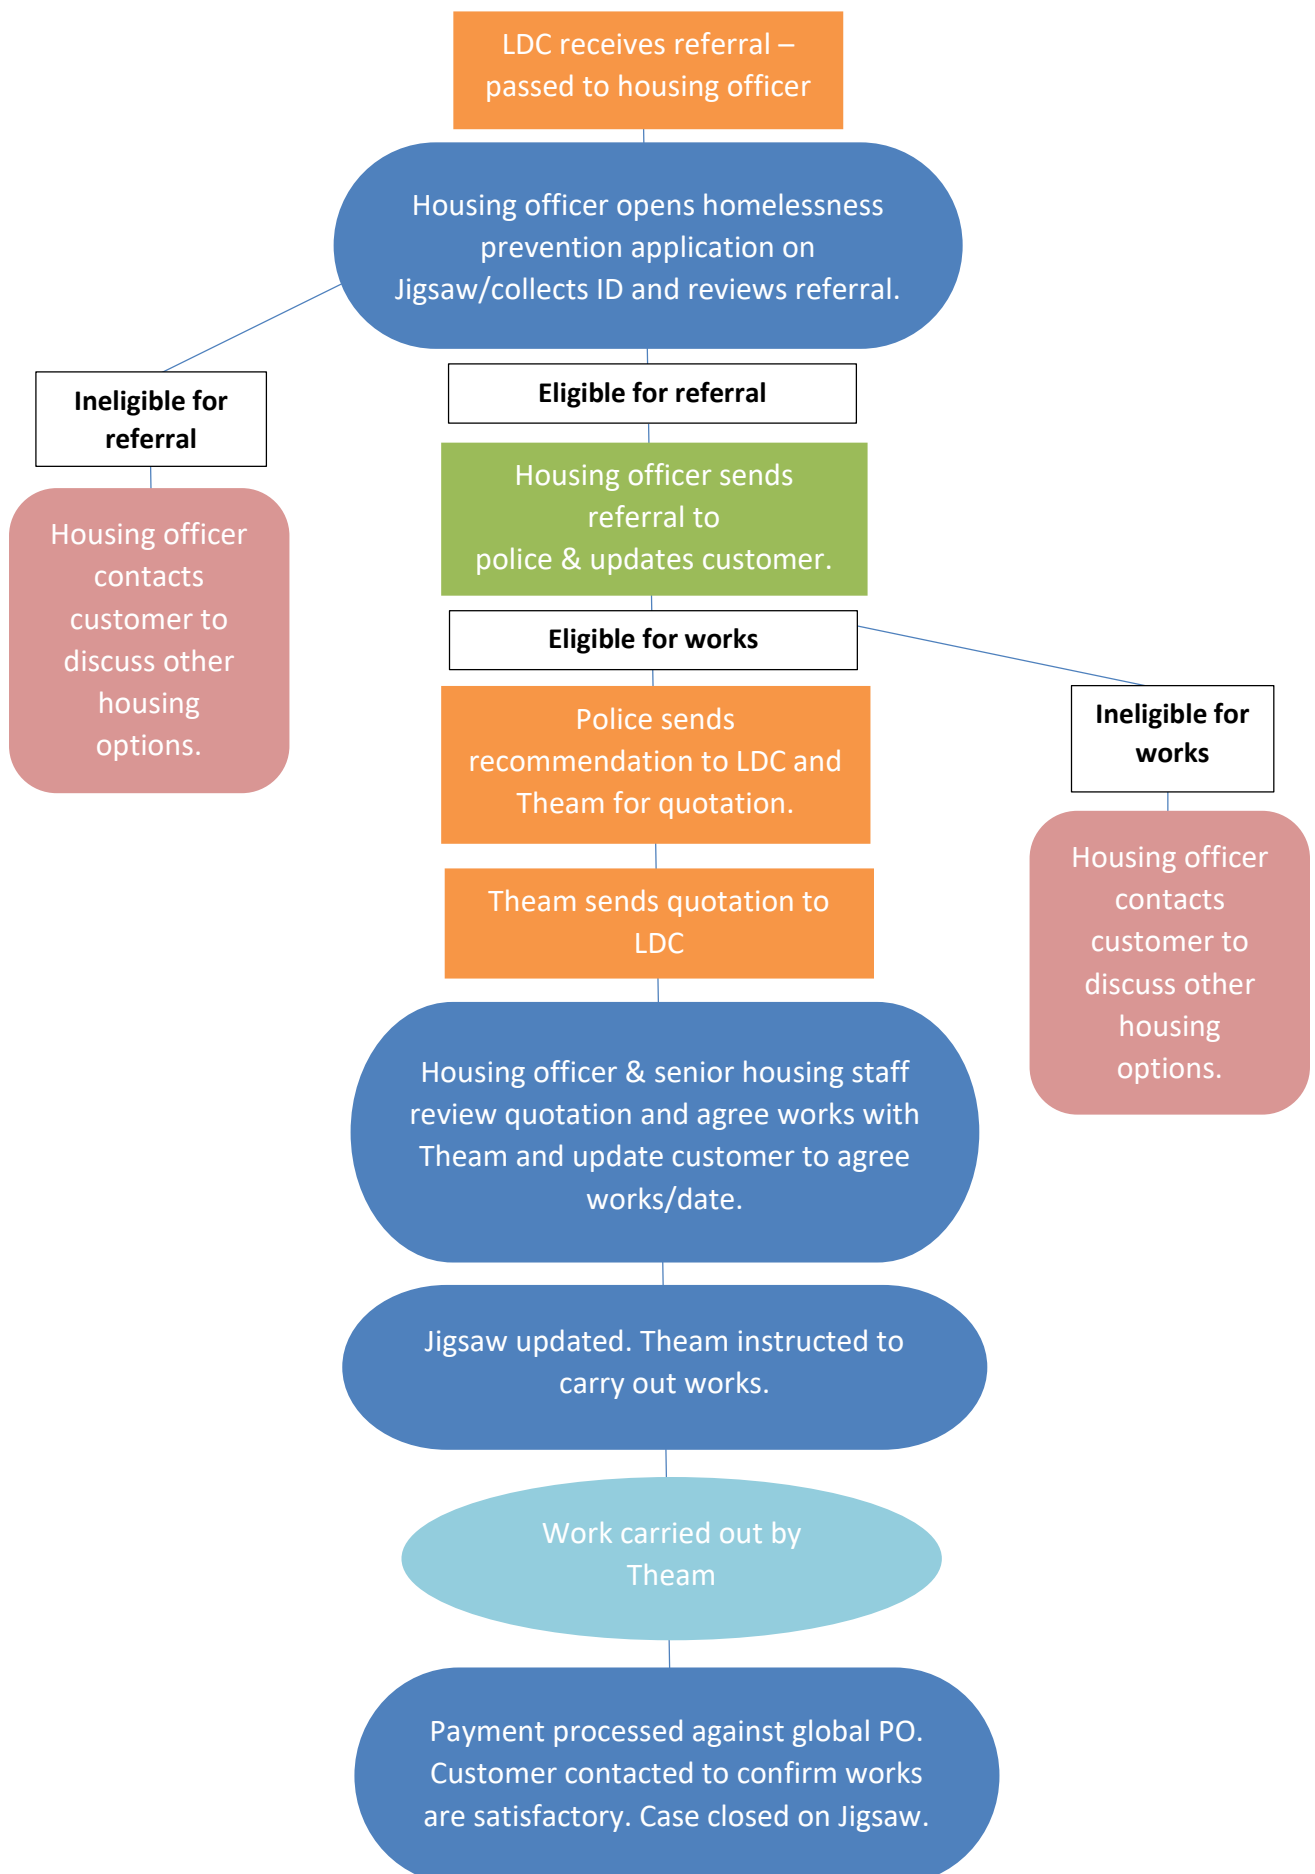 LDC receives referral –
passed to housing officer
Housing officer opens homelessness
prevention application on
Jigsaw/collects ID and reviews referral.
Ineligible for
referral
Eligible for referral
Housing officer
contacts
customer to
discuss other
housing
options.
Housing officer sends
referral to
police & updates customer.
Eligible for works
Ineligible for
works
Police sends
recommendation to LDC and
Theam for quotation.
Housing officer
contacts
customer to
discuss other
housing
options.
Theam sends quotation to
LDC
Housing officer & senior housing staff
review quotation and agree works with
Theam and update customer to agree
works/date.
Jigsaw updated. Theam instructed to
carry out works.
Work carried out by
Theam
Payment processed against global PO.
Customer contacted to confirm works
are satisfactory. Case closed on Jigsaw.